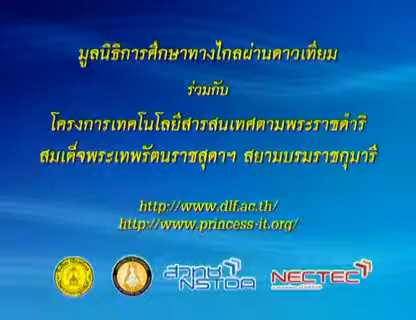 มูลนิธิการศึกษาทางไกลผ่านดาวเทียม
ร่วมกับ
โครงการเทคโนโลยีสารสนเทศตามพระราชดำริ
สมเด็จพระเทพรัตนราชสุดาฯ สยามบรมราชกุมารี
http://www.dlf.ac.th/
http://www.princess-it.org/
สวทช
NSTDA
NECTEC